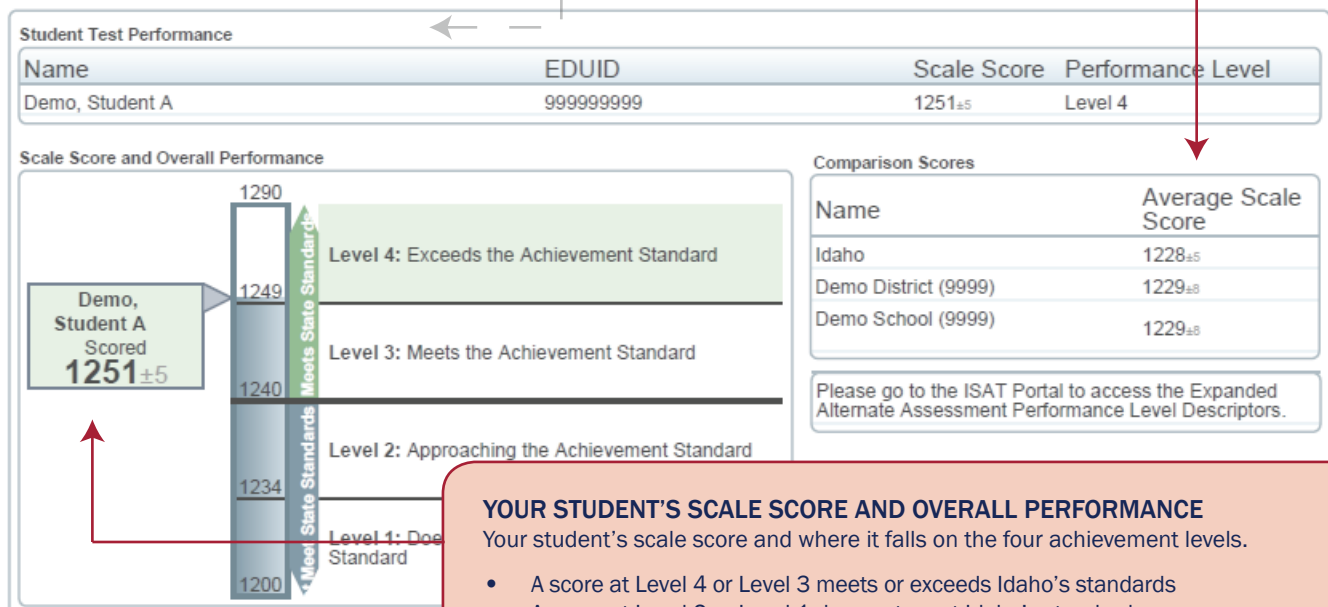 Student Test Performance
Name EDUID Scale Score Performance Level
Demo, Student A 999999999 1251±5 Level 4
Scale Score and Overall Performance
1290
1249
1240
1234
1200
Meets State Standards
Meet State Standards
Demo,
Student A
Scored
1251±5
Level 4: Exceeds the Achievement Standard
Level 3: Meets the Achievement Standard
Level 2: Approaching the Achievement Standard
Level 1: Doe
Standard
Comparison Scores
Name Average Scale
Score
Idaho 1228±5
Demo District (9999) 1229±8
Demo School (9999) 1229±8
Please go to the ISAT Portal to access the Expanded
Alternate Assessment Performance Level Descriptors.
YOUR STUDENT'S SCALE SCORE AND OVERALL PERFORMANCE
Your student's scale score and where it falls on the four achievement levels.
• A score at Level 4 or Level 3 meets or exceeds Idaho's standards